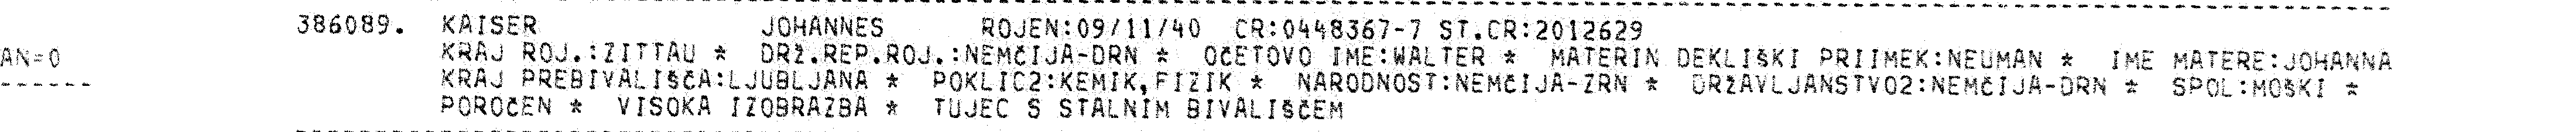 386089. KAISER JOHANNES ROJEN:09/11/40 CR:0448367-7 ST.CR:2012629
AN=0 KRAJ ROJ.:ZITTAU * DRŽ.REP.ROJ.:NEMČIJA-DRN * OČETOVO IME:WALTER * MATERIN DEKLIŠKI PRIIMEK:NEUMAN * IME MATERE:JOHANNA
------ KRAJ PREBIVALIŠČA:LJUBLJANA * POKLIC2:KEMIK,FIZIK * NARODNOST:NEMČIJA-ZRN * DRŽAVLJANSTVO2:NEMČIJA-DRN * SPOL:MOŠKI *
POROČEN * VISOKA IZOBRAZBA * TUJEC S STALNIM BIVALIŠČEM